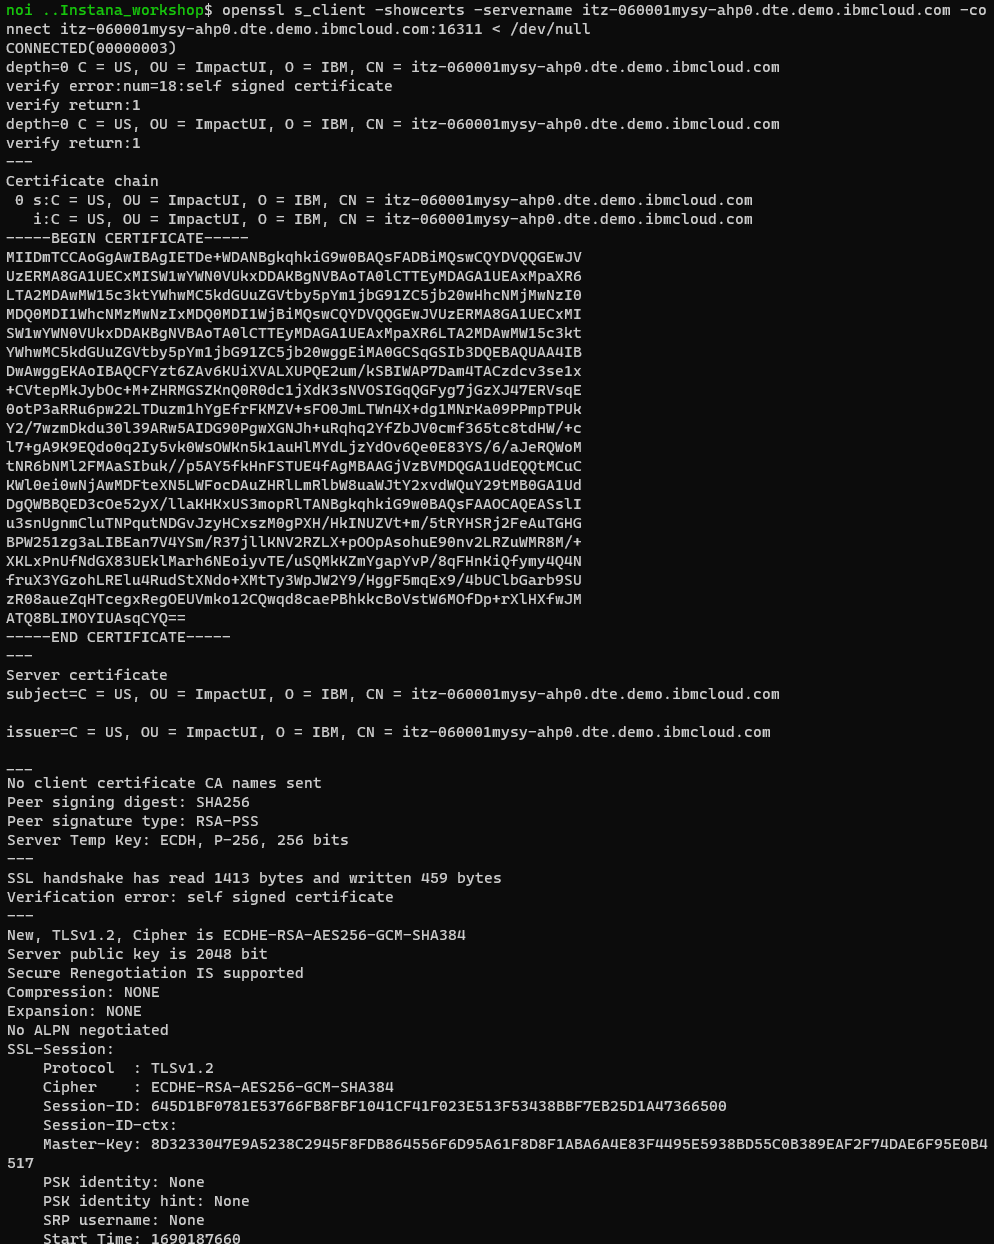 noi ..Instana_workshop$ openssl s_client -showcerts -servername itz-060001mysy-ahp0.dte.demo.ibmcloud.com -co
nnect itz-060001mysy-ahp0.dte.demo.ibmcloud.com:16311 < /dev/null
CONNECTED(00000003)
depth=0 C = US, OU = ImpactUI, O = IBM, CN = itz-060001mysy-ahp0.dte.demo.ibmcloud.com
verify error:num=18:self signed certificate
verify return:1
depth=0 C = US, OU = ImpactUI, O = IBM, CN = itz-060001mysy-ahp0.dte.demo.ibmcloud.com
verify return:1
---
Certificate chain
 0 s:C = US, OU = ImpactUI, O = IBM, CN = itz-060001mysy-ahp0.dte.demo.ibmcloud.com
   i:C = US, OU = ImpactUI, O = IBM, CN = itz-060001mysy-ahp0.dte.demo.ibmcloud.com
-----BEGIN CERTIFICATE-----
MIIDmTCCAoGgAwIBAgIETDe+WDANBgkqhkiG9w0BAQsFADBiMQswCQYDVQQGEwJV
UzERMA8GA1UECxMISW1wYWN0VUkxDDAKBgNVBAoTA0lCTTEyMDAGA1UEAxMpaXR6
LTA2MDAwMW15c3ktYWhwMC5kdGUuZGVtby5pYm1jbG91ZC5jb20wHhcNMjMwNzI0
MDQ0MDI1WhcNMzMwNzIxMDQ0MDI1WjBiMQswCQYDVQQGEwJVUzERMA8GA1UECxMI
SW1wYWN0VUkxDDAKBgNVBAoTA0lCTTEyMDAGA1UEAxMpaXR6LTA2MDAwMW15c3kt
YWhwMC5kdGUuZGVtby5pYm1jbG91ZC5jb20wggEiMA0GCSqGSIb3DQEBAQUAA4IB
DwAwggEKAoIBAQCFYzt6ZAv6KUiXVALXUPQE2um/kSBIWAP7Dam4TACzdcv3se1x
+CVtepMkJybOc+M+ZHRMGSZKnQ0R0dc1jXdK3sNVOSIGqQGFyg7jGzXJ47ERVsqE
0otP3aRRu6pw22LTDuzm1hYgEfrFKMZV+sFO0JmLTWn4X+dg1MNrKa09PPmpTPUk
Y2/7wzmDkdu30l39ARw5AIDG90PgwXGNJh+uRqhq2YfZbJV0cmf365tc8tdHW/+c
l7+gA9K9EQdo0q2Iy5vk0WsOWKn5k1auHlMYdLjzYdOv6Qe0E83YS/6/aJeRQWoM
tNR6bNMl2FMAaSIbuk//p5AY5fkHnFSTUE4fAgMBAAGjVzBVMDQGA1UdEQQtMCuC
KWl0ei0wNjAwMDFteXN5LWFocDAuZHRlLmRlbW8uaWJtY2xvdWQuY29tMB0GA1Ud
DgQWBBQED3cOe52yX/llaKHKxUS3mopRlTANBgkqhkiG9w0BAQsFAAOCAQEASslI
u3snUgnmCluTNPqutNDGvJzyHCxszM0gPXH/HkINUZVt+m/5tRYHSRj2FeAuTGHG
BPW251zg3aLIBEan7V4YSm/R37jllKNV2RZLX+pOOpAsohuE90nv2LRZuWMR8M/+
XKLxPnUfNdGX83UEklMarh6NEoiyvTE/uSQMkKZmYgapYvP/8qFHnKiQfymy4Q4N
fruX3YGzohLRElu4RudStXNdo+XMtTy3WpJW2Y9/HggF5mqEx9/4bUClbGarb9SU
zR08aueZqHTcegxRegOEUVmko12CQwqd8caePBhkkcBoVstW6MOfDp+rXlHXfwJM
ATQ8BLIMOYIUAsqCYQ==
-----END CERTIFICATE-----
---
Server certificate
subject=C = US, OU = ImpactUI, O = IBM, CN = itz-060001mysy-ahp0.dte.demo.ibmcloud.com
issuer=C = US, OU = ImpactUI, O = IBM, CN = itz-060001mysy-ahp0.dte.demo.ibmcloud.com
---
No client certificate CA names sent
Peer signing digest: SHA256
Peer signature type: RSA-PSS
Server Temp Key: ECDH, P-256, 256 bits
---
SSL handshake has read 1413 bytes and written 459 bytes
Verification error: self signed certificate
---
New, TLSv1.2, Cipher is ECDHE-RSA-AES256-GCM-SHA384
Server public key is 2048 bit
Secure Renegotiation IS supported
Compression: NONE
Expansion: NONE
No ALPN negotiated
SSL-Session:
    Protocol  : TLSv1.2
    Cipher    : ECDHE-RSA-AES256-GCM-SHA384
    Session-ID: 645D1BF0781E53766FB8FBF1041CF41F023E513F53438BBF7EB25D1A47366500
    Session-ID-ctx:
    Master-Key: 8D3233047E9A5238C2945F8FDB864556F6D95A61F8D8F1ABA6A4E83F4495E5938BD55C0B389EAF2F74DAE6F95E0B4
517
    PSK identity: None
    PSK identity hint: None
    SRP username: None
    Start Time: 1690187660